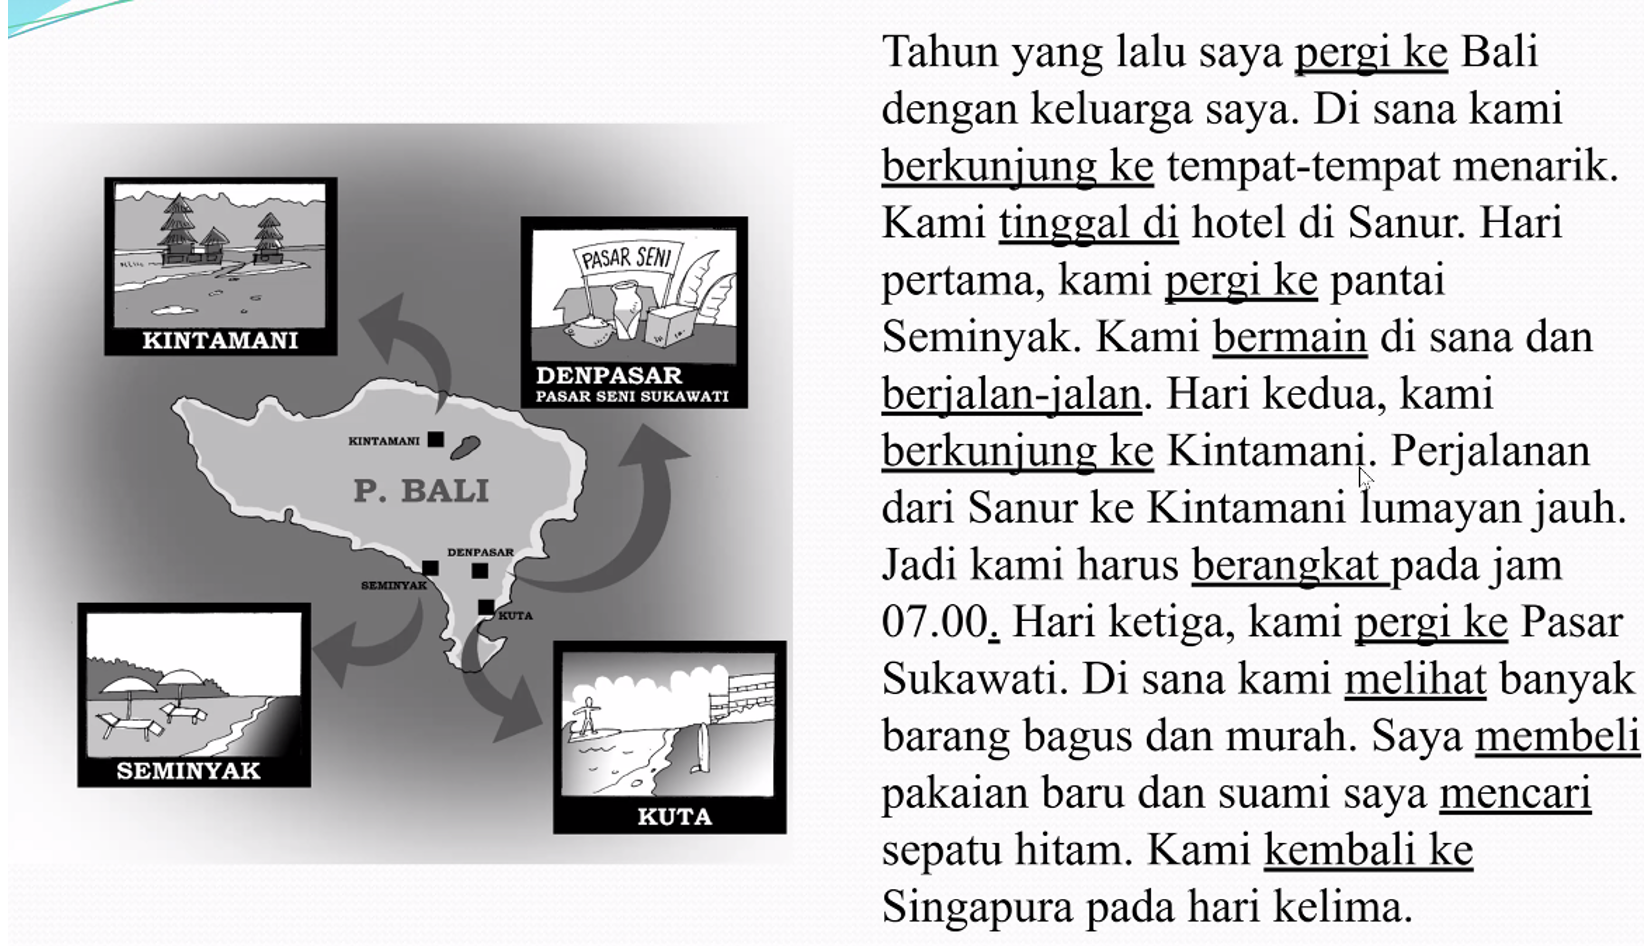 KINTAMANI
PASAR SENI
DENPASAR
PASAR SENI SUKAWATI
KINTAMANI
P. BALI
DENPASAR
SEMINYAK
KUTA
SEMINYAK
KUTA
Tahun yang lalu saya pergi ke Bali
dengan keluarga saya. Di sana kami
berkunjung ke tempat-tempat menarik.
Kami tinggal di hotel di Sanur. Hari
pertama, kami pergi ke pantai
Seminyak. Kami bermain di sana dan
berjalan-jalan. Hari kedua, kami
berkunjung ke Kintamani. Perjalanan
dari Sanur ke Kintamani lumayan jauh.
Jadi kami harus berangkat pada jam
07.00. Hari ketiga, kami pergi ke Pasar
Sukawati. Di sana kami melihat banyak
barang bagus dan murah. Saya membeli
pakaian baru dan suami saya mencari
sepatu hitam. Kami kembali ke
Singapura pada hari kelima.